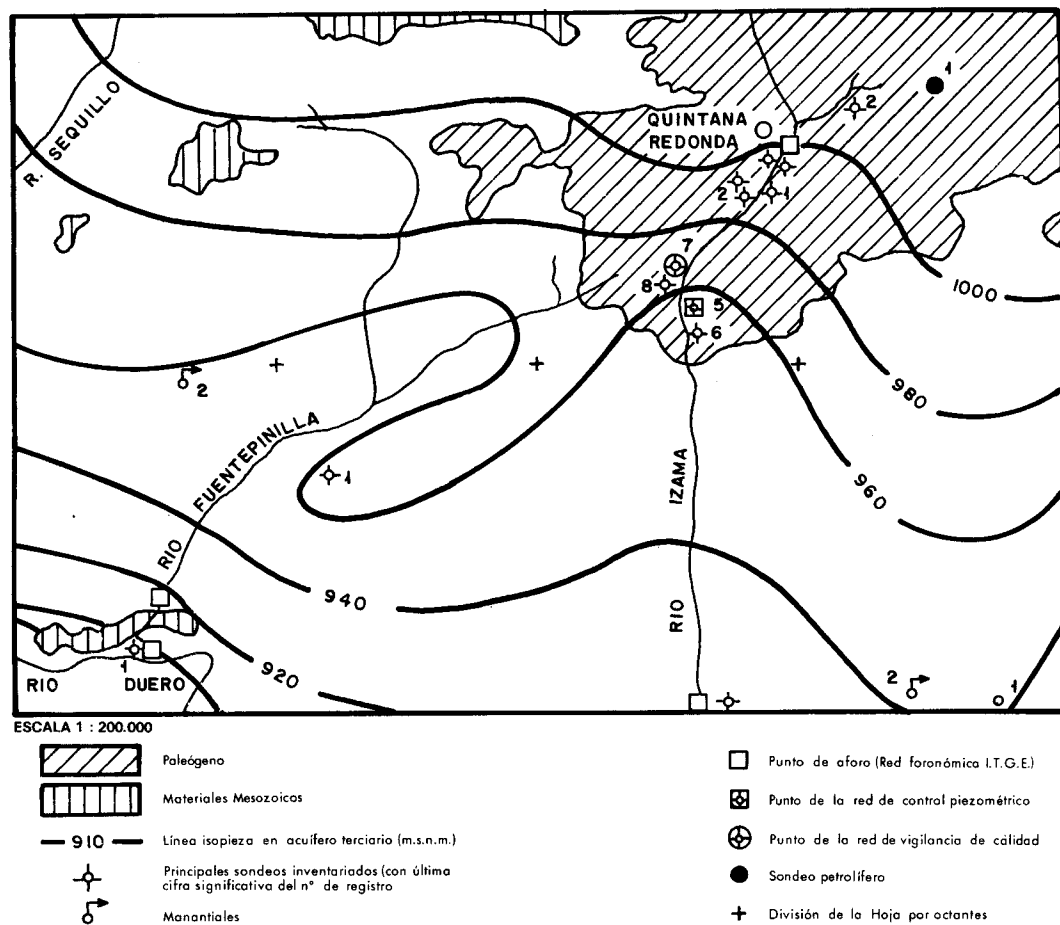 R. SEQUILLO
QUINTANA
REDONDA
1
2
2
1
7
8
5
6
1000
980
960
940
920
2
1
RIO FUENTEPINILLA
RIO IZAMA
1
RIO DUERO
2
1
ESCALA 1 : 200.000
Paleógeno
Materiales Mesozoicos
910
Línea isopieza en acuífero terciario (m.s.n.m.)
Principales sondeos inventariados (con última
cifra significativa del n° de registro
Manantiales
Punto de aforo (Red foronómica I.T.G.E.)
Punto de la red de control piezométrico
Punto de la red de vigilancia de cálidad
Sondeo petrolífero
División de la Hoja por octantes